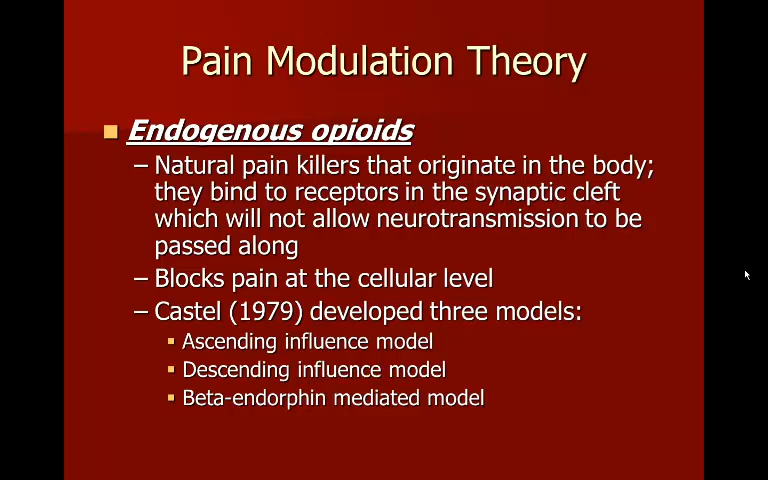 Pain Modulation Theory
Endogenous opioids
– Natural pain killers that originate in the body;
they bind to receptors in the synaptic cleft
which will not allow neurotransmission to be
passed along
– Blocks pain at the cellular level
– Castel (1979) developed three models:
Ascending influence model
Descending influence model
Beta-endorphin mediated model